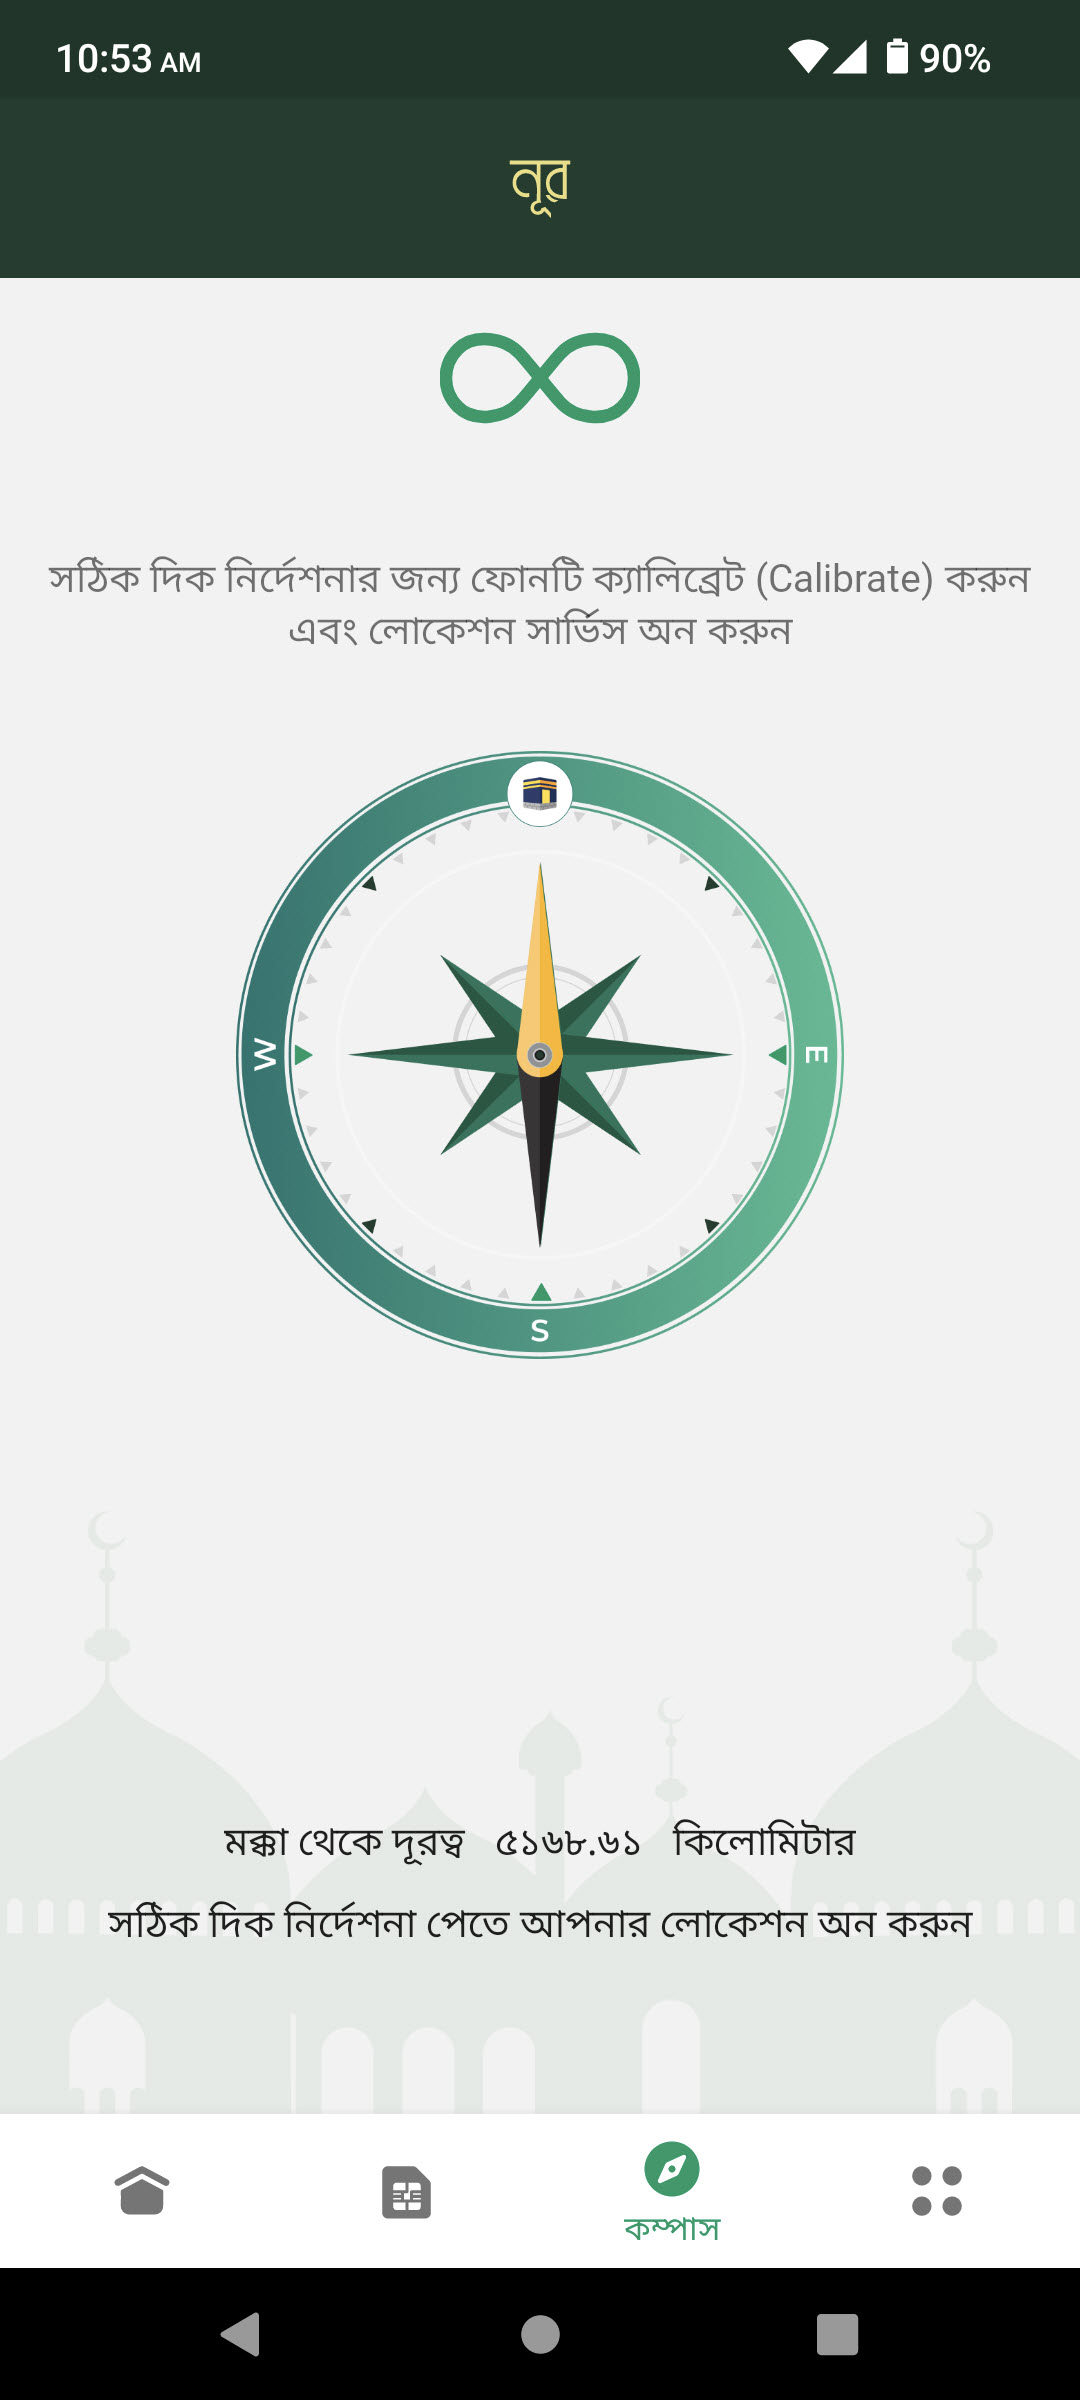 10:53 AM
90%
নূর
সঠিক দিক নির্দেশনার জন্য ফোনটি ক্যালিব্রেট (Calibrate) করুন
এবং লোকেশন সার্ভিস অন করুন
W
E
S
মক্কা থেকে দূরত্ব ৫১৬৮.৬১ কিলোমিটার
সঠিক দিক নির্দেশনা পেতে আপনার লোকেশন অন করুন
কম্পাস